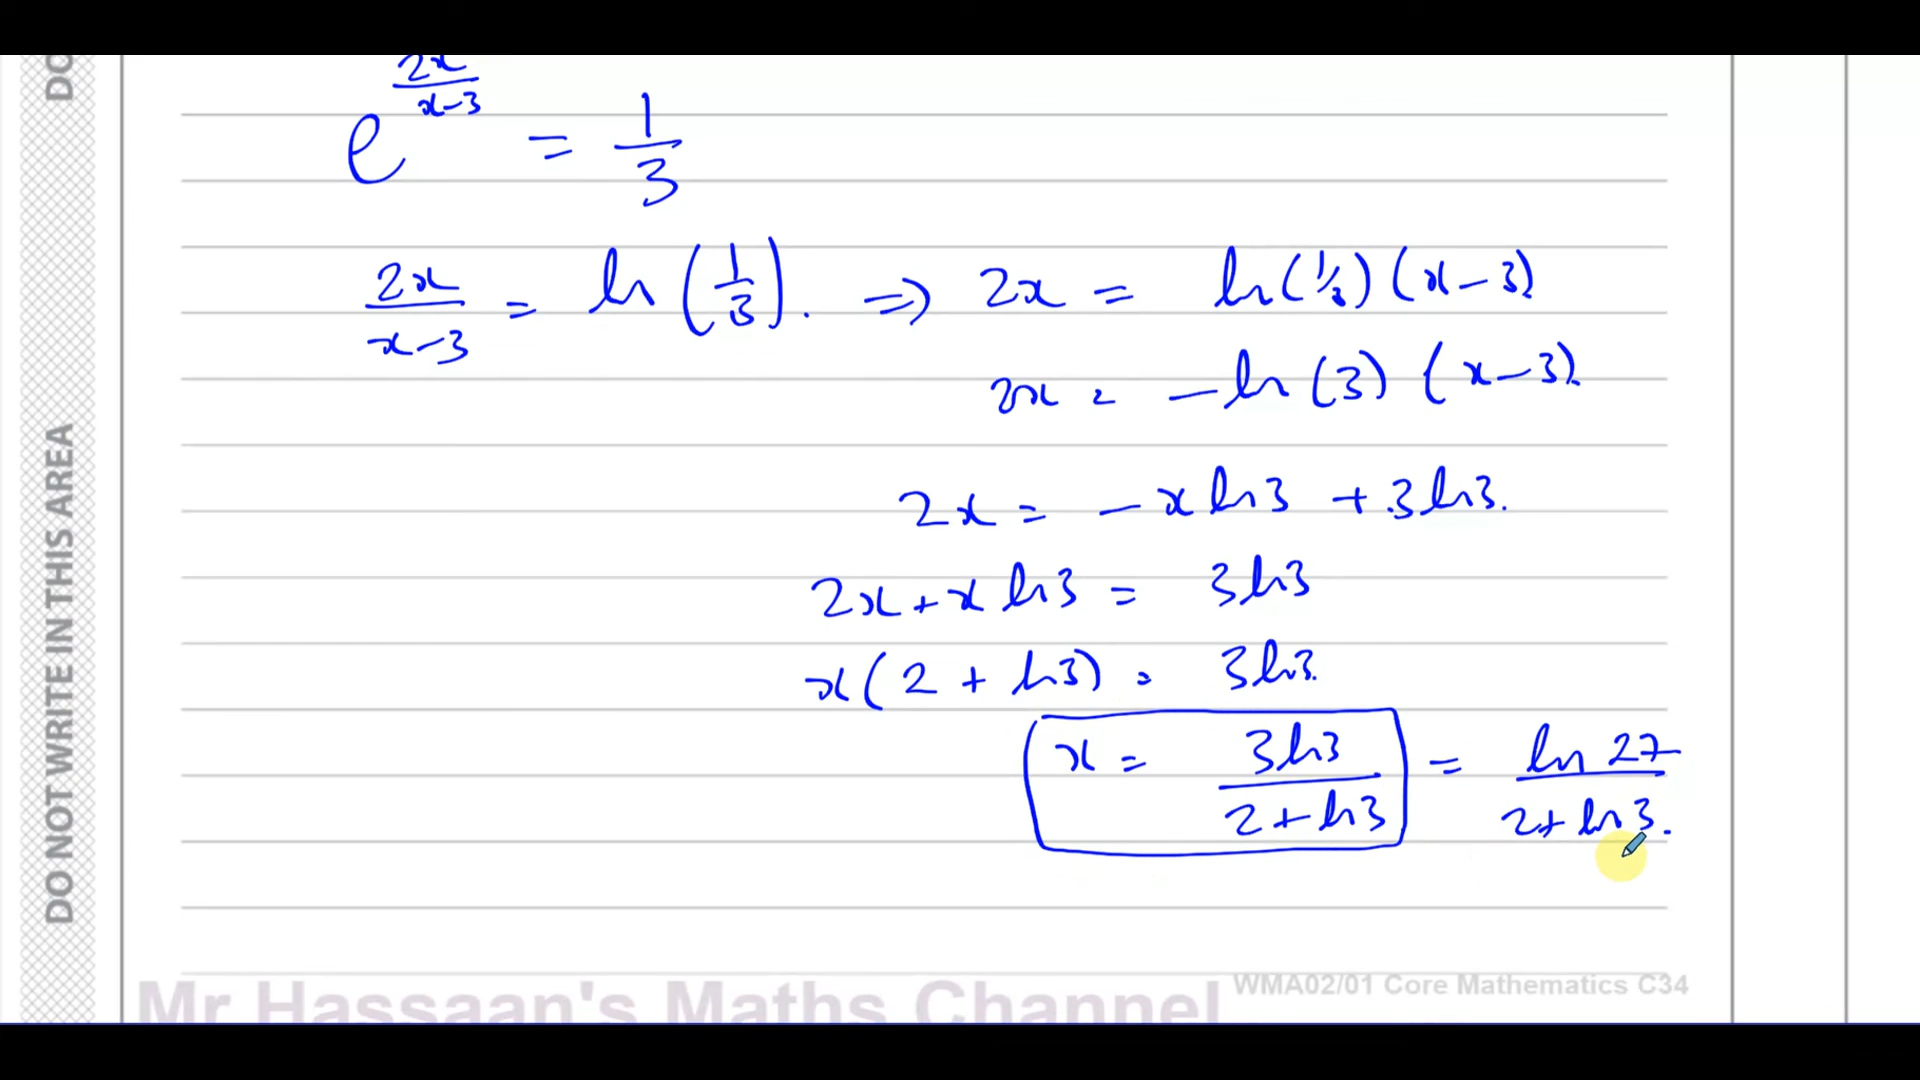 e^(2x/(x-3)) = 1/3
2x/(x-3) = ln(1/3). => 2x = ln(1/3)(x-3)
2x = -ln(3)(x-3)
2x = -x ln3 + 3ln3.
2x + x ln3 = 3ln3
x(2 + ln3) = 3ln3.
x = 3ln3/(2+ln3) = ln 27/(2+ln3).
DO NOT WRITE IN THIS AREA
DO
Mr Hassaan's Maths Channel
WMA02/01 Core Mathematics C34